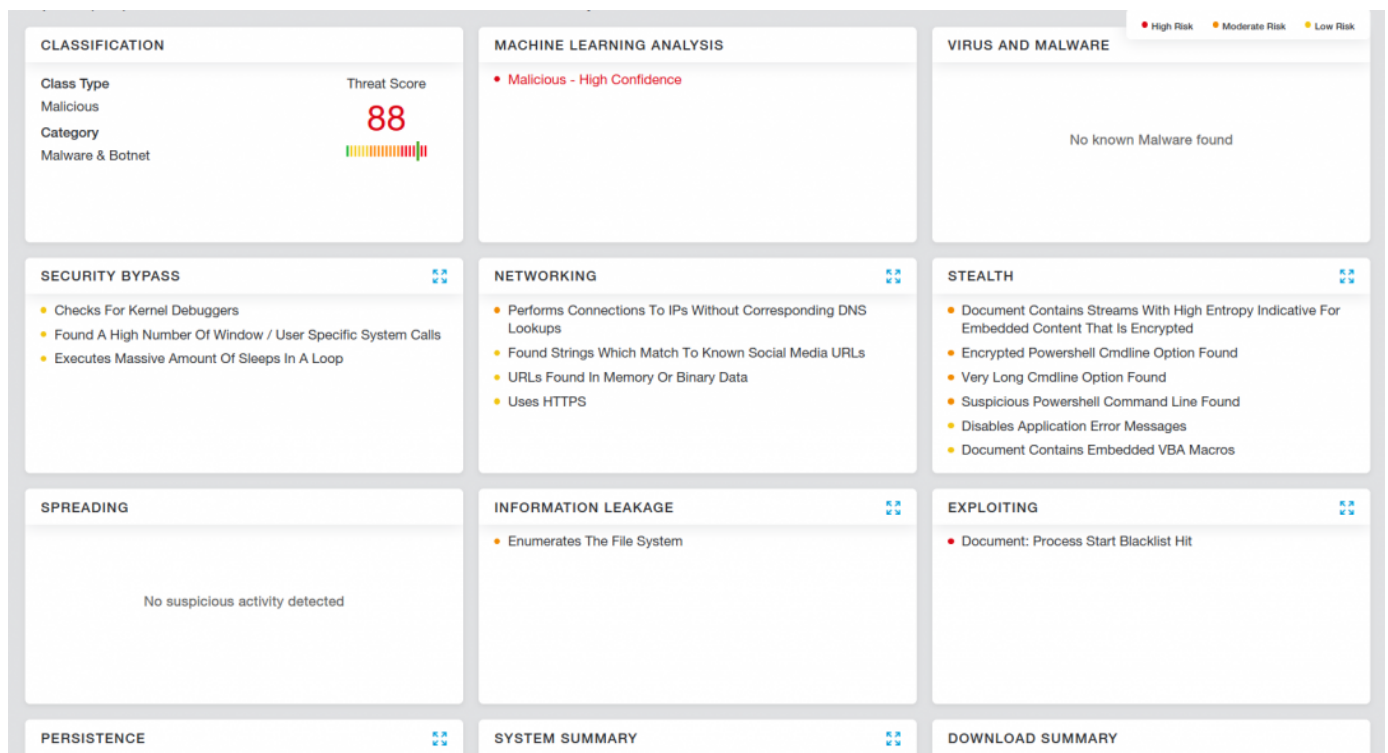 High Risk Moderate Risk Low Risk
CLASSIFICATION
Class Type
Threat Score
Malicious
88
Category
Malware & Botnet
MACHINE LEARNING ANALYSIS
Malicious - High Confidence
VIRUS AND MALWARE
No known Malware found
SECURITY BYPASS
Checks For Kernel Debuggers
Found A High Number Of Window / User Specific System Calls
Executes Massive Amount Of Sleeps In A Loop
NETWORKING
Performs Connections To IPs Without Corresponding DNS
Lookups
Found Strings Which Match To Known Social Media URLs
URLs Found In Memory Or Binary Data
Uses HTTPS
STEALTH
Document Contains Streams With High Entropy Indicative For
Embedded Content That Is Encrypted
Encrypted Powershell Cmdline Option Found
Very Long Cmdline Option Found
Suspicious Powershell Command Line Found
Disables Application Error Messages
Document Contains Embedded VBA Macros
SPREADING
No suspicious activity detected
INFORMATION LEAKAGE
Enumerates The File System
EXPLOITING
Document: Process Start Blacklist Hit
PERSISTENCE
SYSTEM SUMMARY
DOWNLOAD SUMMARY